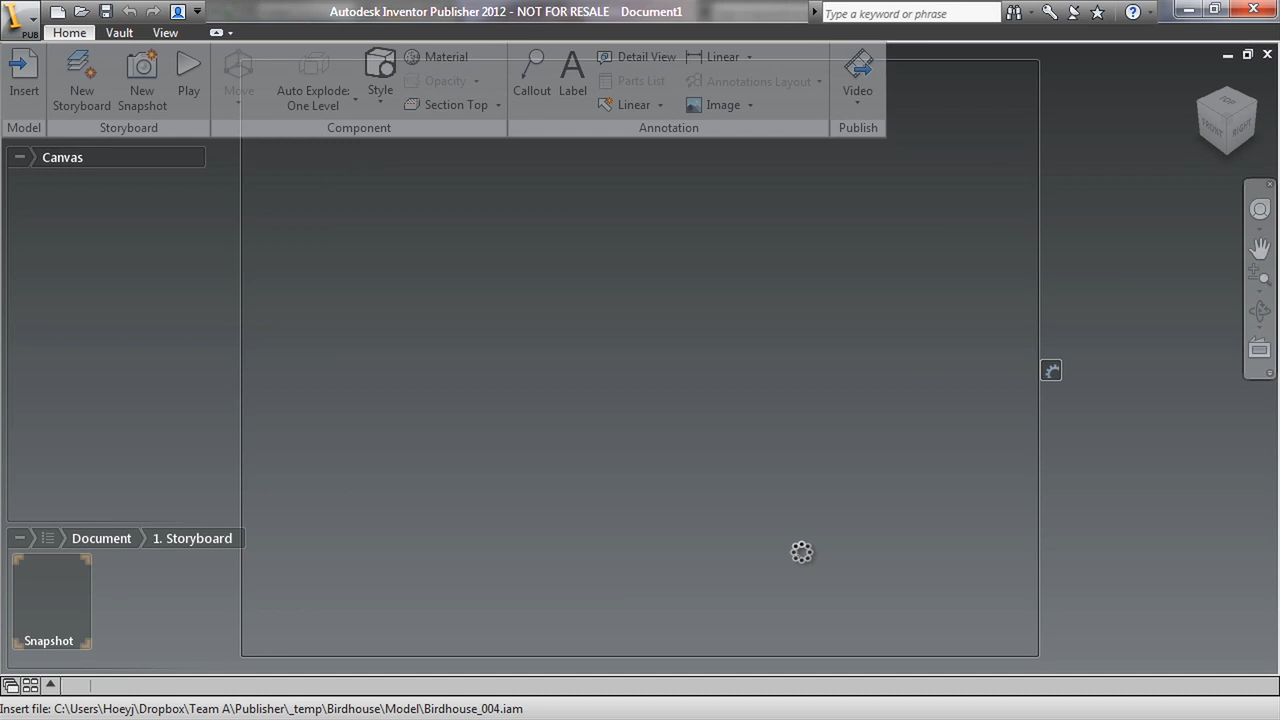 Autodesk Inventor Publisher 2012 - NOT FOR RESALE Document1
Type a keyword or phrase
PUB
Home Vault View
Insert
New Storyboard
New Snapshot
Play
Move
Auto Explode: One Level
Style
Material
Opacity
Section Top
Callout
Label
Detail View
Parts List
Linear
Linear
Annotations Layout
Image
Video
Model Storyboard Component Annotation Publish
TOP
FRONT RIGHT
Canvas
Document 1. Storyboard
Snapshot
Insert file: C:\Users\Hoeyj\Dropbox\Team A\Publisher\_temp\Birdhouse\Model\Birdhouse_004.iam